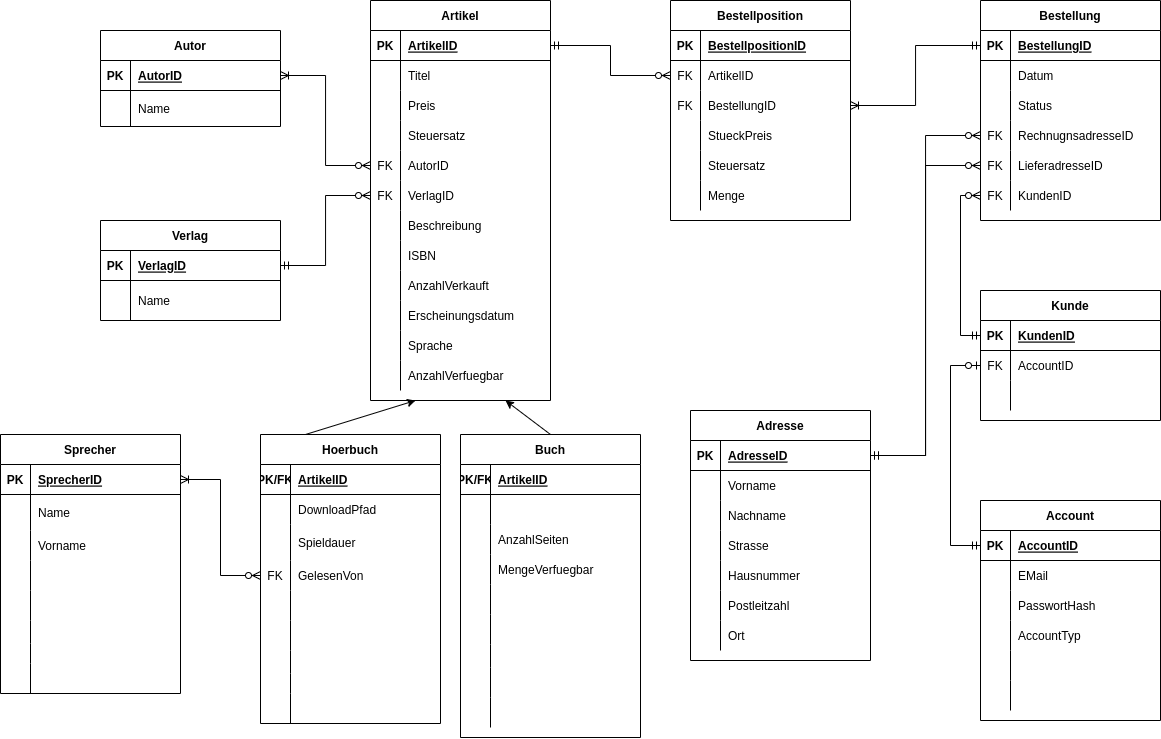 Artikel
PK ArtikelID
Titel
Preis
Steuersatz
FK AutorID
FK VerlagID
Beschreibung
ISBN
AnzahlVerkauft
Erscheinungsdatum
Sprache
AnzahlVerfuegbar
Bestellposition
PK BestellpositionID
FK ArtikelID
FK BestellungID
StueckPreis
Steuersatz
Menge
Bestellung
PK BestellungID
Datum
Status
FK RechnugnsadresseID
FK LieferadresseID
FK KundenID
Autor
PK AutorID
Name
Verlag
PK VerlagID
Name
Kunde
PK KundenID
FK AccountID
Adresse
PK AdresseID
Vorname
Nachname
Strasse
Hausnummer
Postleitzahl
Ort
Sprecher
PK SprecherID
Name
Vorname
Hoerbuch
PK/FK ArtikelID
DownloadPfad
Spieldauer
FK GelesenVon
Buch
PK/FK ArtikelID
AnzahlSeiten
MengeVerfuegbar
Account
PK AccountID
EMail
PasswortHash
AccountTyp